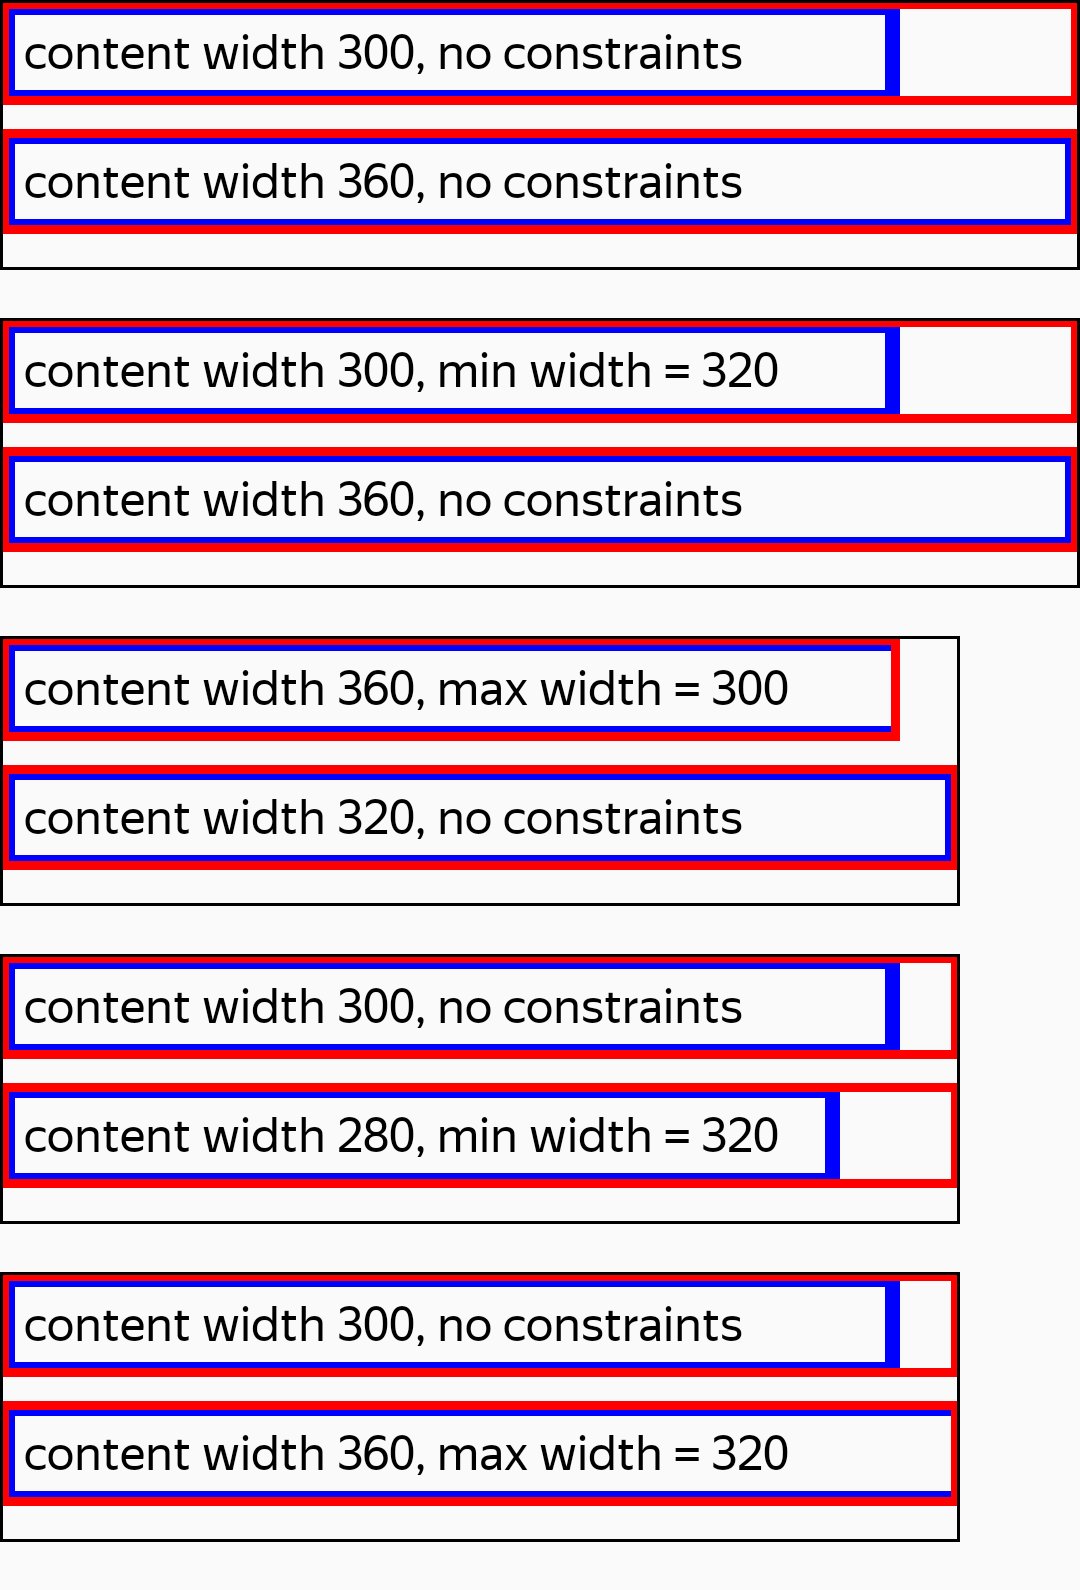 content width 300, no constraints
content width 360, no constraints
content width 300, min width = 320
content width 360, no constraints
content width 360, max width = 300
content width 320, no constraints
content width 300, no constraints
content width 280, min width = 320
content width 300, no constraints
content width 360, max width = 320